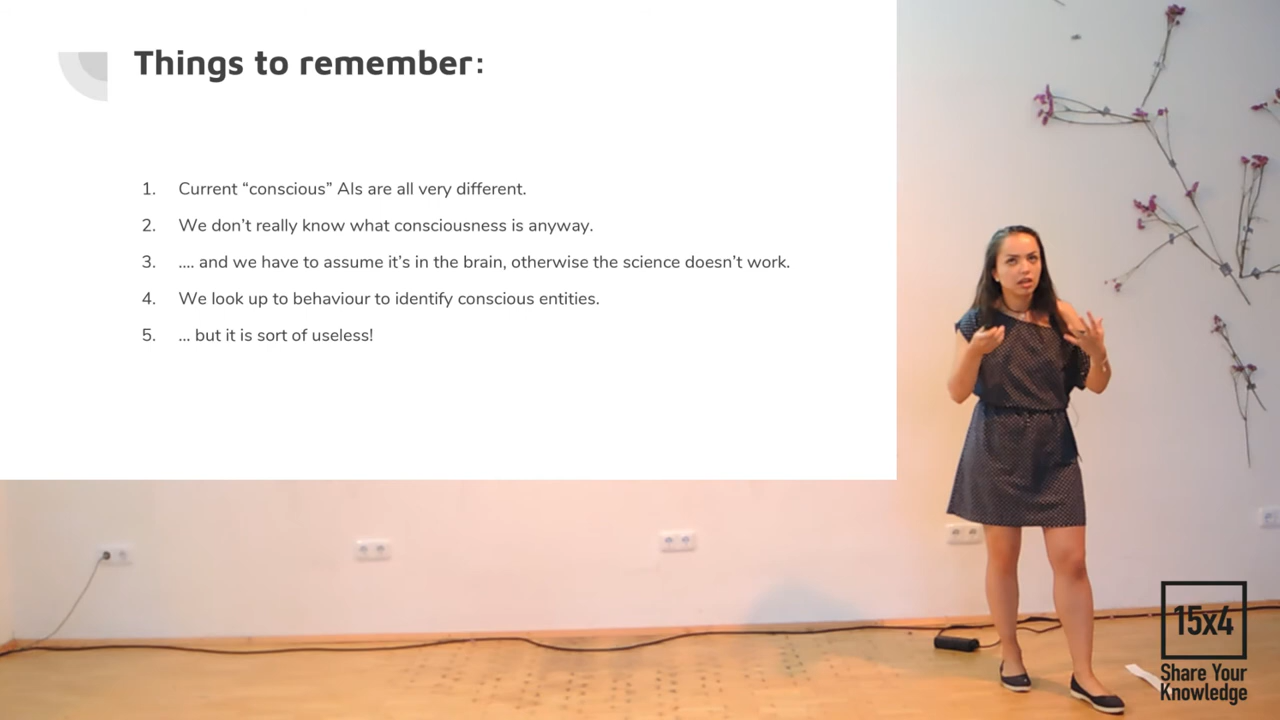 Things to remember:
1. Current “conscious” AIs are all very different.
2. We don’t really know what consciousness is anyway.
3. .... and we have to assume it’s in the brain, otherwise the science doesn’t work.
4. We look up to behaviour to identify conscious entities.
5. ... but it is sort of useless!
15x4
Share Your
Knowledge